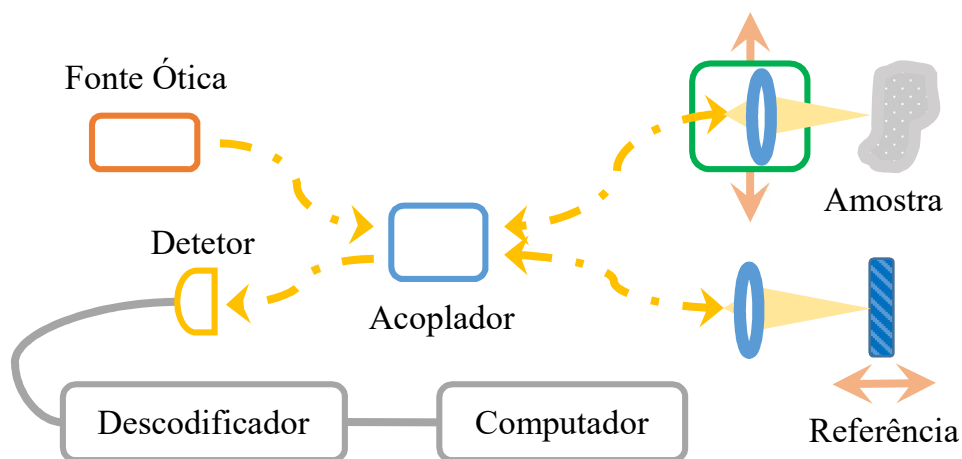 Fonte Ótica
Amostra
Detetor
Acoplador
Descodificador
Computador
Referência